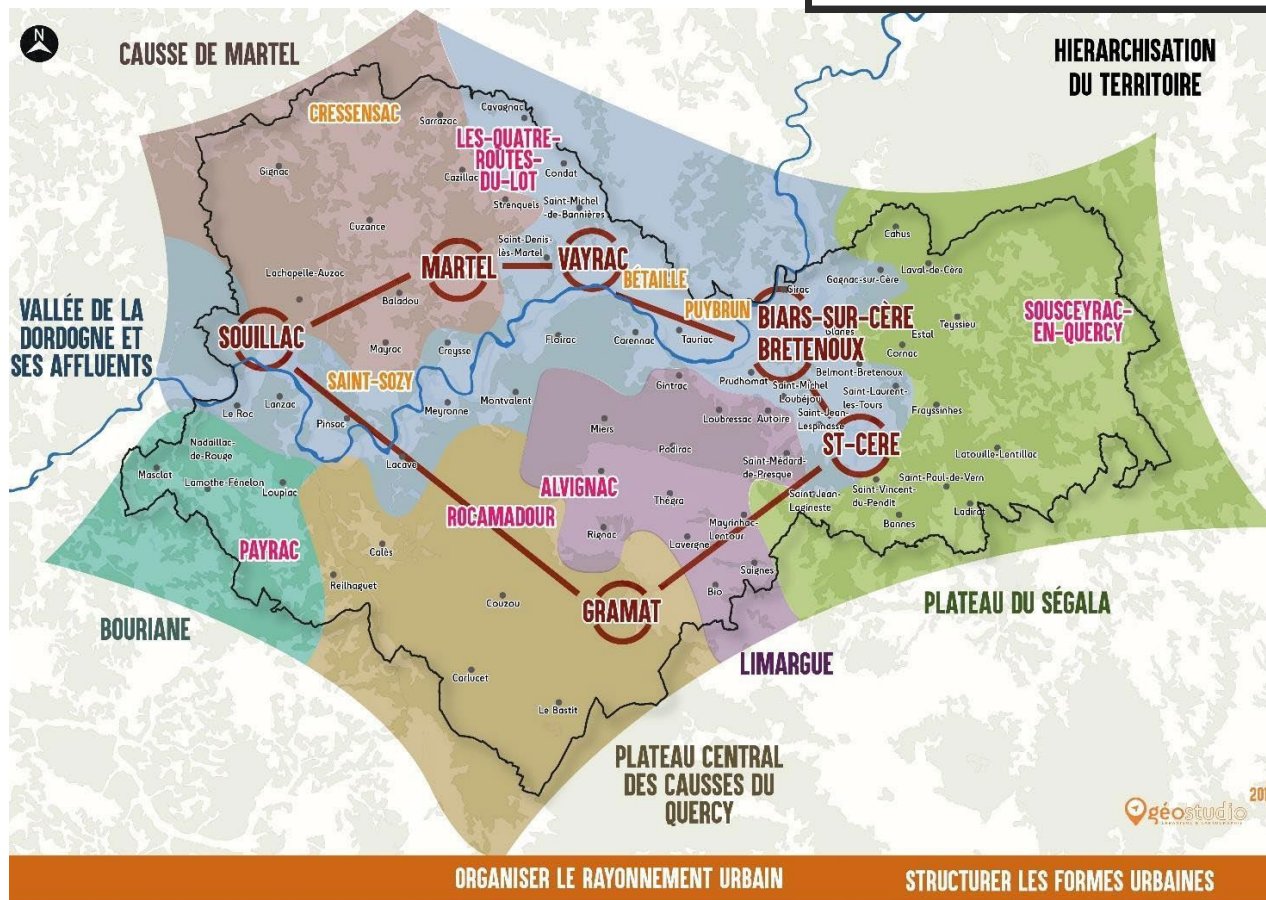 N
CAUSSE DE MARTEL
HIERARCHISATION
DU TERRITOIRE
CRESSENSAC
Sarrazac
Cavagnac
LES-QUATRE-
ROUTES-
DU-LOT
Gignac
Cazillac
Condat
Strenquels
Saint-Michel
-de-Bannières
Cuzance
Saint-Denis
-lès-Martel
MARTEL
VAYRAC
BÉTAILLE
Cahus
Laval-de-Cère
Gagnac-sur-Cère
Girac
Lachapelle-Auzac
Baladou
PUYBRUN
BIARS-SUR-CÈRE
Glanes
BRETENOUX
Teyssieu
Estal
Cornac
SOUSCEYRAC-
EN-QUERCY
VALLÉE DE LA
DORDOGNE ET
SES AFFLUENTS
SOUILLAC
Mayrac
Creysse
Floirac
Carennac
Tauriac
Belmont-Bretenoux
SAINT-SOZY
Gintrac
Prudhomat
Saint-Michel
Loubéjou
Saint-Laurent
-les-Tours
Le Roc
Lanzac
Pinsac
Meyronne
Montvalent
Loubressac
Autoire
Saint-Jean-
Lespinasse
Frayssinhes
Miers
Padirac
ST-CERE
Nadaillac-
de-Rouge
Masclat
Lamothe-Fénelon
Loupiac
Lacave
Saint-Médard
-de-Presque
Latouille-Lentillac
ALVIGNAC
Thégra
Saint-Jean
Lagineste
Saint-Vincent-
du-Pendit
Saint-Paul-de-Vern
Ladirat
Bannes
ROCAMADOUR
Rignac
Mayrinhac-
Lentour
Lavergne
PAYRAC
Calès
Reilhaguet
Saignes
Bio
Couzou
GRAMAT
PLATEAU DU SÉGALA
BOURIANE
LIMARGUE
Carlucet
Le Bastit
PLATEAU CENTRAL
DES CAUSSES DU
QUERCY
201
géostudio
ORGANISER LE RAYONNEMENT URBAIN
STRUCTURER LES FORMES URBAINES